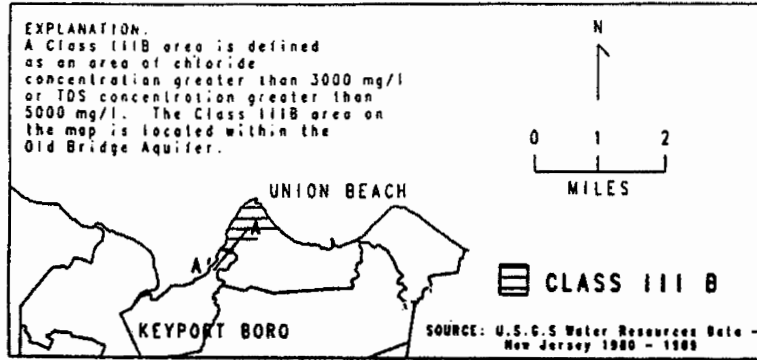 EXPLANATION.
A Class IIIB area is defined
as an area of chloride
concentration greater than 3000 mg/l
or TDS concentration greater than
5000 mg/l. The Class IIIB area on
the map is located within the
Old Bridge Aquifer.
N
0 1 2
MILES
UNION BEACH
A
A'
CLASS III B
KEYPORT BORO
SOURCE: U.S.G.S Water Resources Data -
New Jersey 1980 - 1989